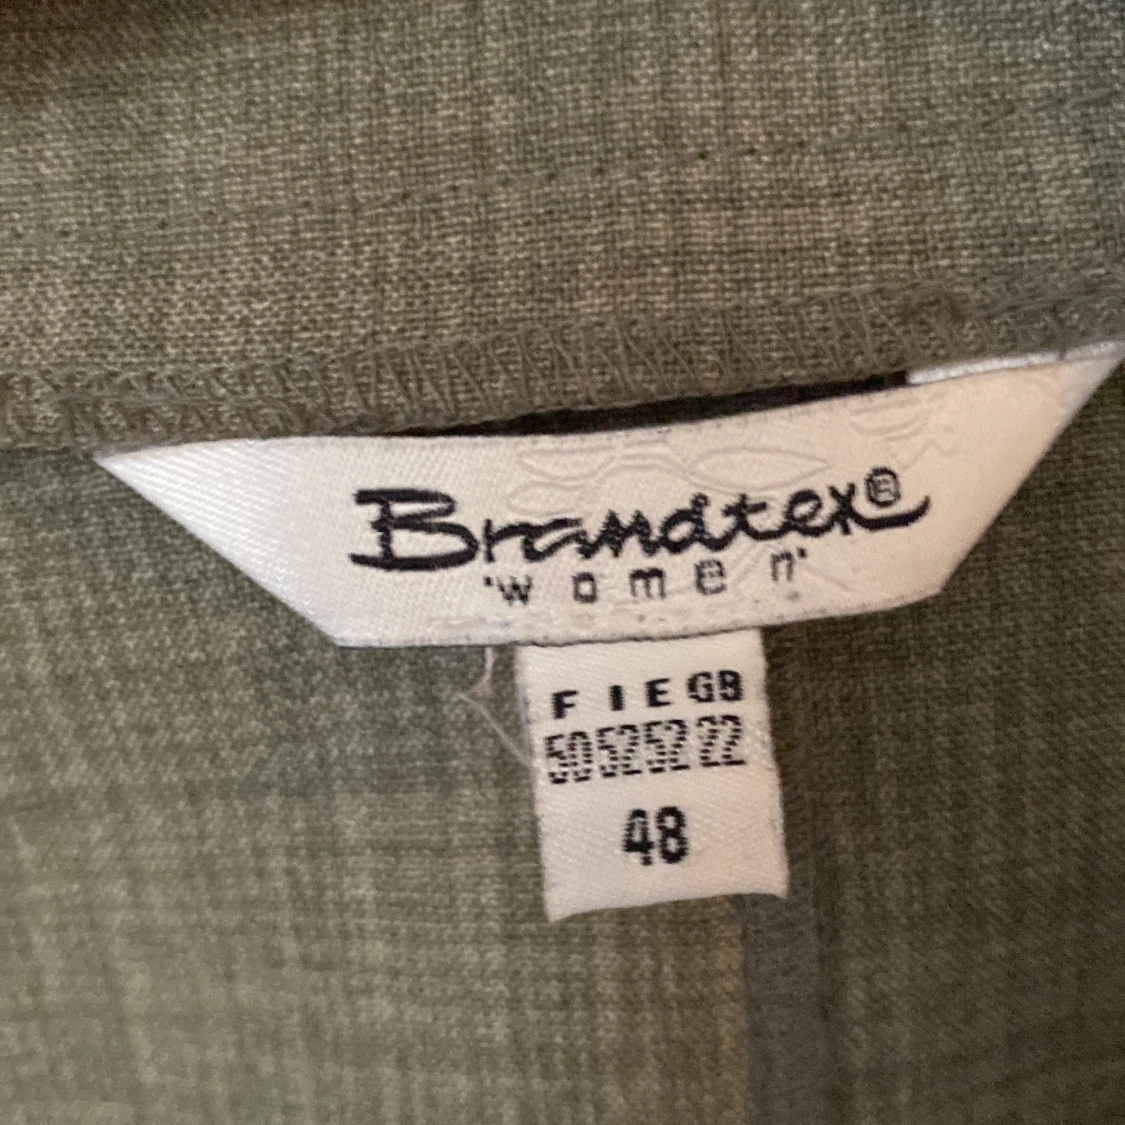 Brandtex®
"women"
F I E GB
50 52 52 22
48